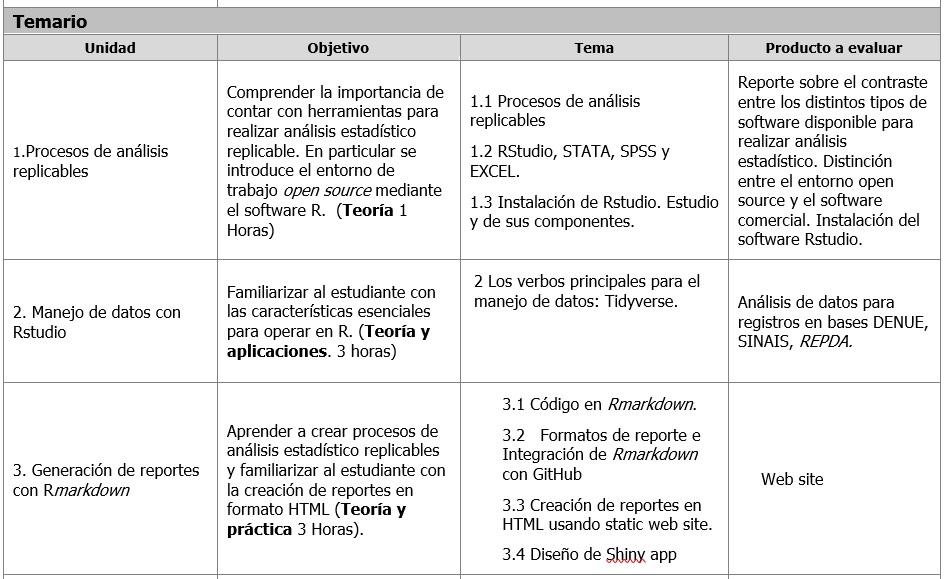 Temario
Unidad
Objetivo
Tema
Producto a evaluar
1.Procesos de análisis
replicables
Comprender la importancia de
contar con herramientas para
realizar análisis estadístico
replicable. En particular se
introduce el entorno de
trabajo open source mediante
el software R. (Teoría 1
Horas)
1.1 Procesos de análisis
replicables
1.2 RStudio, STATA, SPSS y
EXCEL.
1.3 Instalación de Rstudio. Estudio
y de sus componentes.
Reporte sobre el contraste
entre los distintos tipos de
software disponible para
realizar análisis
estadístico. Distinción
entre el entorno open
source y el software
comercial. Instalación del
software Rstudio.
2. Manejo de datos con
Rstudio
Familiarizar al estudiante con
las características esenciales
para operar en R. (Teoría y
aplicaciones. 3 horas)
2 Los verbos principales para el
manejo de datos: Tidyverse.
Análisis de datos para
registros en bases DENUE,
SINAIS, REPDA.
3. Generación de reportes
con Rmarkdown
Aprender a crear procesos de
análisis estadístico replicables
y familiarizar al estudiante con
la creación de reportes en
formato HTML (Teoría y
práctica 3 Horas).
3.1 Código en Rmarkdown.
3.2 Formatos de reporte e
Integración de Rmarkdown
con GitHub
3.3 Creación de reportes en
HTML usando static web site.
3.4 Diseño de Shiny app
Web site